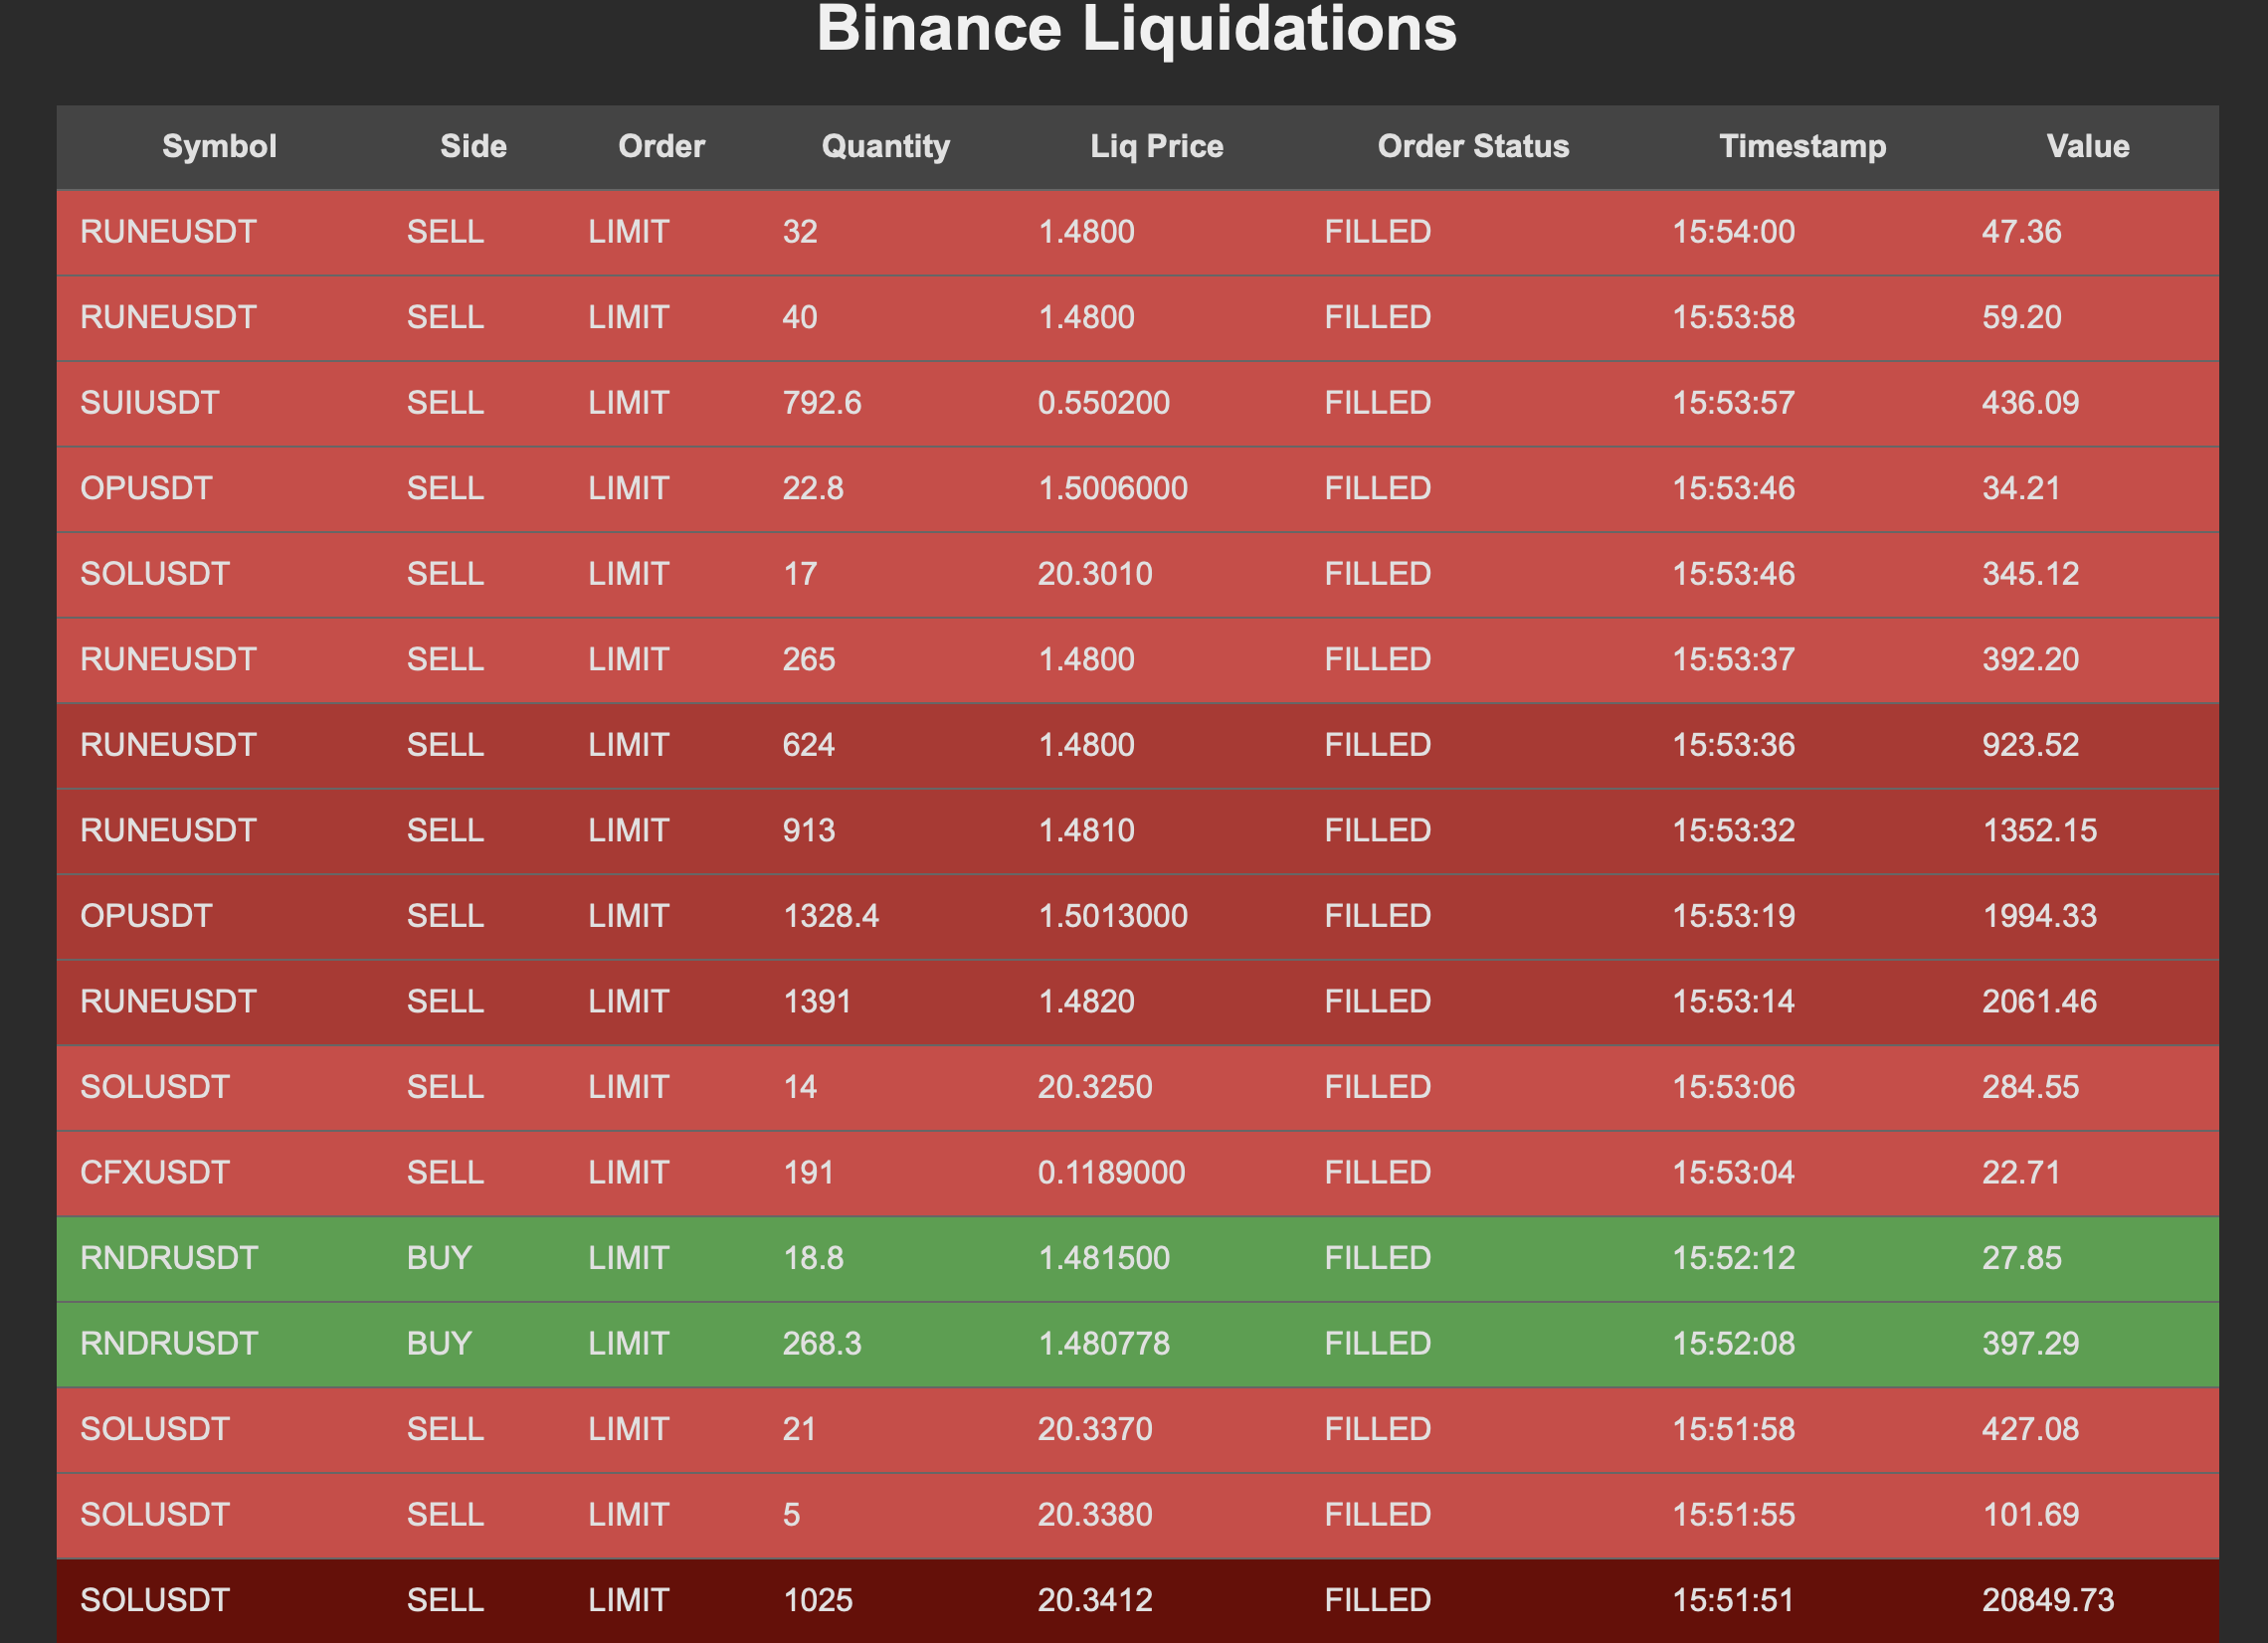 Binance Liquidations
Symbol Side Order Quantity Liq Price Order Status Timestamp Value
RUNEUSDT SELL LIMIT 32 1.4800 FILLED 15:54:00 47.36
RUNEUSDT SELL LIMIT 40 1.4800 FILLED 15:53:58 59.20
SUIUSDT SELL LIMIT 792.6 0.550200 FILLED 15:53:57 436.09
OPUSDT SELL LIMIT 22.8 1.5006000 FILLED 15:53:46 34.21
SOLUSDT SELL LIMIT 17 20.3010 FILLED 15:53:46 345.12
RUNEUSDT SELL LIMIT 265 1.4800 FILLED 15:53:37 392.20
RUNEUSDT SELL LIMIT 624 1.4800 FILLED 15:53:36 923.52
RUNEUSDT SELL LIMIT 913 1.4810 FILLED 15:53:32 1352.15
OPUSDT SELL LIMIT 1328.4 1.5013000 FILLED 15:53:19 1994.33
RUNEUSDT SELL LIMIT 1391 1.4820 FILLED 15:53:14 2061.46
SOLUSDT SELL LIMIT 14 20.3250 FILLED 15:53:06 284.55
CFXUSDT SELL LIMIT 191 0.1189000 FILLED 15:53:04 22.71
RNDRUSDT BUY LIMIT 18.8 1.481500 FILLED 15:52:12 27.85
RNDRUSDT BUY LIMIT 268.3 1.480778 FILLED 15:52:08 397.29
SOLUSDT SELL LIMIT 21 20.3370 FILLED 15:51:58 427.08
SOLUSDT SELL LIMIT 5 20.3380 FILLED 15:51:55 101.69
SOLUSDT SELL LIMIT 1025 20.3412 FILLED 15:51:51 20849.73